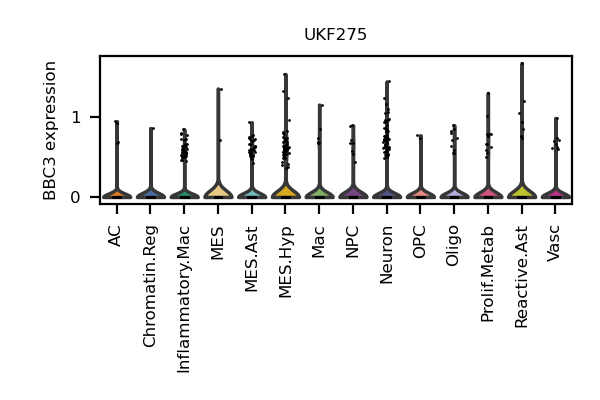 UKF275
BBC3 expression
1
0
AC
Chromatin.Reg
Inflammatory.Mac
MES
MES.Ast
MES.Hyp
Mac
NPC
Neuron
OPC
Oligo
Prolif.Metab
Reactive.Ast
Vasc